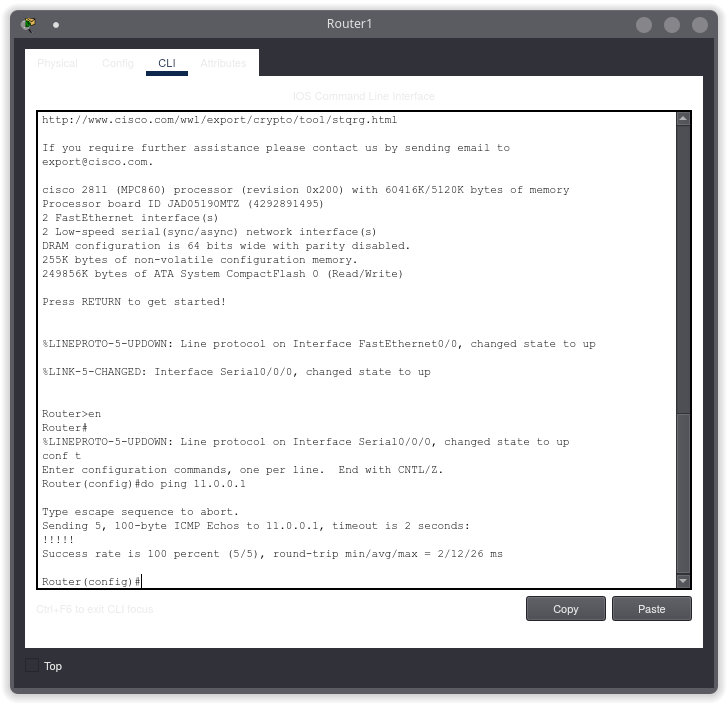 Router1
Physical Config CLI Attributes
IOS Command Line Interface
http://www.cisco.com/wwl/export/crypto/tool/stqrg.html
If you require further assistance please contact us by sending email to
export@cisco.com.
cisco 2811 (MPC860) processor (revision 0x200) with 60416K/5120K bytes of memory
Processor board ID JAD05190MTZ (4292891495)
2 FastEthernet interface(s)
2 Low-speed serial(sync/async) network interface(s)
DRAM configuration is 64 bits wide with parity disabled.
255K bytes of non-volatile configuration memory.
249856K bytes of ATA System CompactFlash 0 (Read/Write)
Press RETURN to get started!
%LINEPROTO-5-UPDOWN: Line protocol on Interface FastEthernet0/0, changed state to up
%LINK-5-CHANGED: Interface Serial0/0/0, changed state to up
Router>en
Router#
%LINEPROTO-5-UPDOWN: Line protocol on Interface Serial0/0/0, changed state to up
conf t
Enter configuration commands, one per line.  End with CNTL/Z.
Router(config)#do ping 11.0.0.1
Type escape sequence to abort.
Sending 5, 100-byte ICMP Echos to 11.0.0.1, timeout is 2 seconds:
!!!!!
Success rate is 100 percent (5/5), round-trip min/avg/max = 2/12/26 ms
Router(config)#
Ctrl+F6 to exit CLI focus
Copy Paste
Top